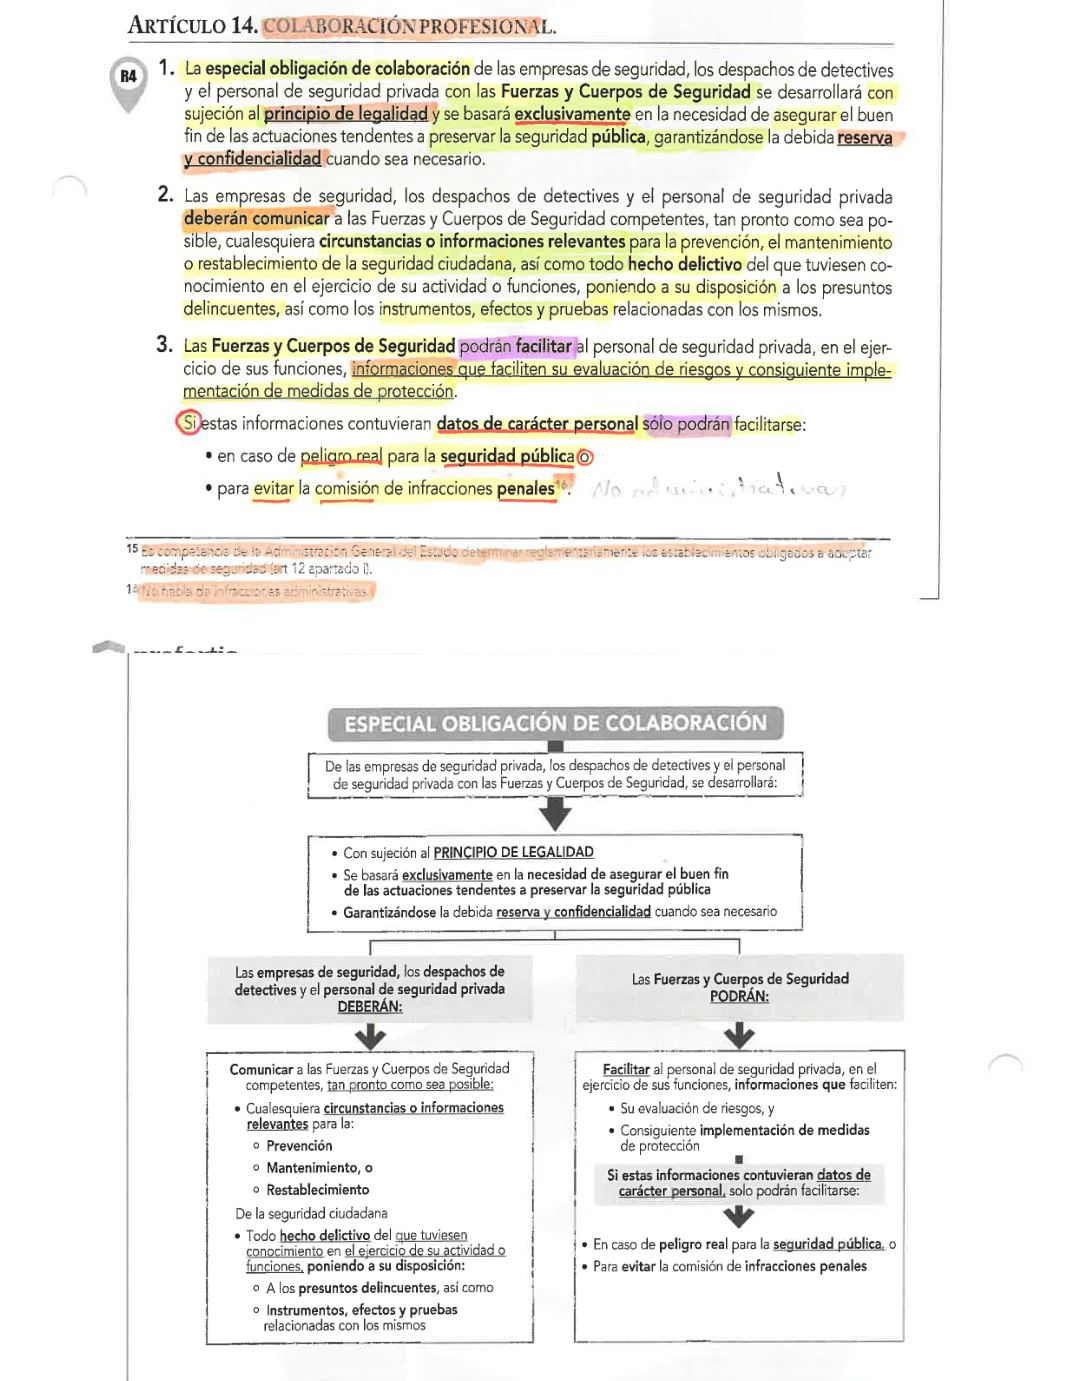 ARTÍCULO 14. COLABORACIÓN PROFESIONAL.
R4
1. La especial obligación de colaboración de las empresas de seguridad, los despachos de detectives
y el personal de seguridad privada con las Fuerzas y Cuerpos de Seguridad se desarrollará con
sujeción al principio de legalidad y se basará exclusivamente en la necesidad de asegurar el buen
fin de las actuaciones tendentes a preservar la seguridad pública, garantizándose la debida reserva
y confidencialidad cuando sea necesario.
2. Las empresas de seguridad, los despachos de detectives y el personal de seguridad privada
deberán comunicar a las Fuerzas y Cuerpos de Seguridad competentes, tan pronto como sea po-
sible, cualesquiera circunstancias o informaciones relevantes para la prevención, el mantenimiento
o restablecimiento de la seguridad ciudadana, así como todo hecho delictivo del que tuviesen co-
nocimiento en el ejercicio de su actividad o funciones, poniendo a su disposición a los presuntos
delincuentes, así como los instrumentos, efectos y pruebas relacionadas con los mismos.
3. Las Fuerzas y Cuerpos de Seguridad podrán facilitar al personal de seguridad privada, en el ejer-
cicio de sus funciones, informaciones que faciliten su evaluación de riesgos y consiguiente imple-
mentación de medidas de protección.
Si estas informaciones contuvieran datos de carácter personal sólo podrán facilitarse:
• en caso de peligro real para la seguridad pública o
• para evitar la comisión de infracciones penales16. No administrativas
15 Es competencia de la Administración General del Estado determinar reglamentariamente los establecimientos obligados a adoptar
medidas de seguridad (art 12 apartado i).
16 No habla de infracciones administrativas.
ESPECIAL OBLIGACIÓN DE COLABORACIÓN
De las empresas de seguridad privada, los despachos de detectives y el personal
de seguridad privada con las Fuerzas y Cuerpos de Seguridad, se desarrollará:
• Con sujeción al PRINCIPIO DE LEGALIDAD
• Se basará exclusivamente en la necesidad de asegurar el buen fin
de las actuaciones tendentes a preservar la seguridad pública
• Garantizándose la debida reserva y confidencialidad cuando sea necesario
Las empresas de seguridad, los despachos de
detectives y el personal de seguridad privada
DEBERÁN:
Comunicar a las Fuerzas y Cuerpos de Seguridad
competentes, tan pronto como sea posible:
• Cualesquiera circunstancias o informaciones
relevantes para la:
o Prevención
o Mantenimiento, o
o Restablecimiento
De la seguridad ciudadana
• Todo hecho delictivo del que tuviesen
conocimiento en el ejercicio de su actividad o
funciones, poniendo a su disposición:
o A los presuntos delincuentes, así como
o Instrumentos, efectos y pruebas
relacionadas con los mismos
Las Fuerzas y Cuerpos de Seguridad
PODRÁN:
Facilitar al personal de seguridad privada, en el
ejercicio de sus funciones, informaciones que faciliten:
• Su evaluación de riesgos, y
• Consiguiente implementación de medidas
de protección
Si estas informaciones contuvieran datos de
carácter personal, solo podrán facilitarse:
• En caso de peligro real para la seguridad pública, o
• Para evitar la comisión de infracciones penales